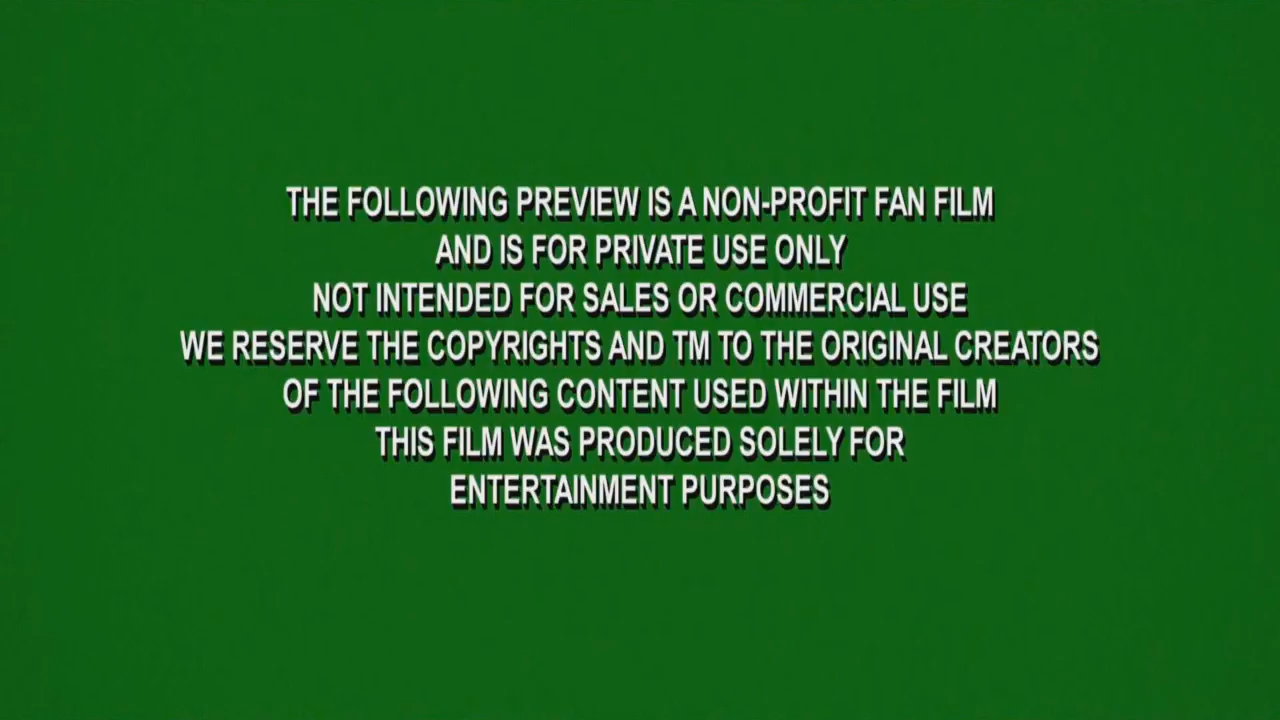 THE FOLLOWING PREVIEW IS A NON-PROFIT FAN FILM
AND IS FOR PRIVATE USE ONLY
NOT INTENDED FOR SALES OR COMMERCIAL USE
WE RESERVE THE COPYRIGHTS AND TM TO THE ORIGINAL CREATORS
OF THE FOLLOWING CONTENT USED WITHIN THE FILM
THIS FILM WAS PRODUCED SOLELY FOR
ENTERTAINMENT PURPOSES